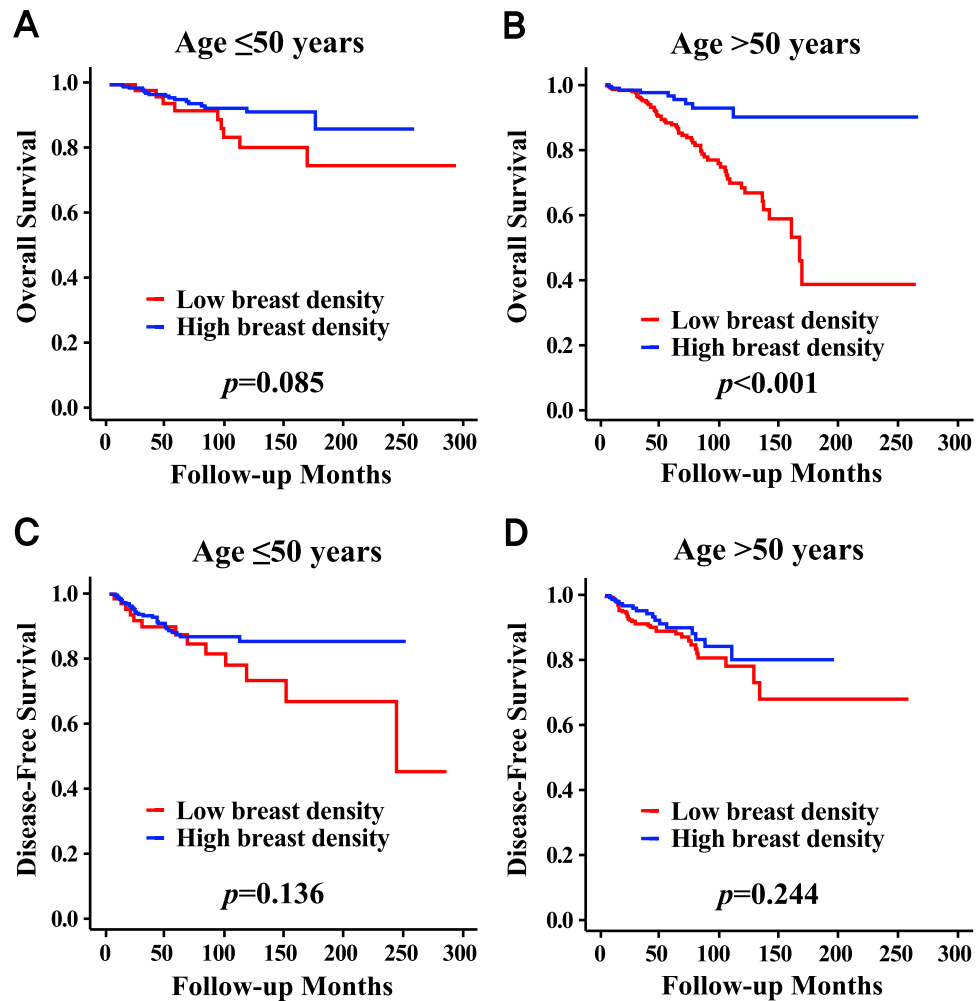 A
Age ≤50 years
Overall Survival
1.0
0.8
0.6
0.4
0.2
0.0
Low breast density
High breast density
p=0.085
0 50 100 150 200 250 300
Follow-up Months
B
Age >50 years
Overall Survival
1.0
0.8
0.6
0.4
0.2
0.0
Low breast density
High breast density
p<0.001
0 50 100 150 200 250 300
Follow-up Months
C
Age ≤50 years
Disease-Free Survival
1.0
0.8
0.6
0.4
0.2
0.0
Low breast density
High breast density
p=0.136
0 50 100 150 200 250 300
Follow-up Months
D
Age >50 years
Disease-Free Survival
1.0
0.8
0.6
0.4
0.2
0.0
Low breast density
High breast density
p=0.244
0 50 100 150 200 250 300
Follow-up Months